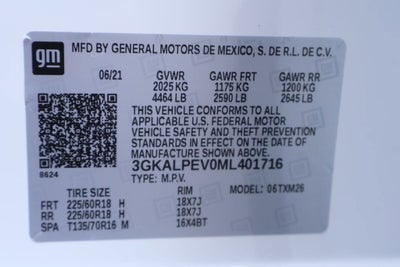 gm MFD BY GENERAL MOTORS DE MEXICO, S. DE R.L. DE C.V.
06/21 GVWR GAWR FRT GAWR RR
2025 KG 1175 KG 1200 KG
4464 LB 2590 LB 2645 LB
THIS VEHICLE CONFORMS TO ALL
APPLICABLE U.S. FEDERAL MOTOR
VEHICLE SAFETY, BUMPER, AND
THEFT PREVENTION STANDARDS
IN EFFECT ON THE DATE OF
MANUFACTURE SHOWN ABOVE.
8624
3GKALPEV0ML401716
TYPE: M.P.V. MODEL: 06TXM26
TIRE SIZE RIM
FRT 225/60R18 H 18X7J
RR 225/60R18 H 18X7J
SPA T135/70R16 M 16X4BT